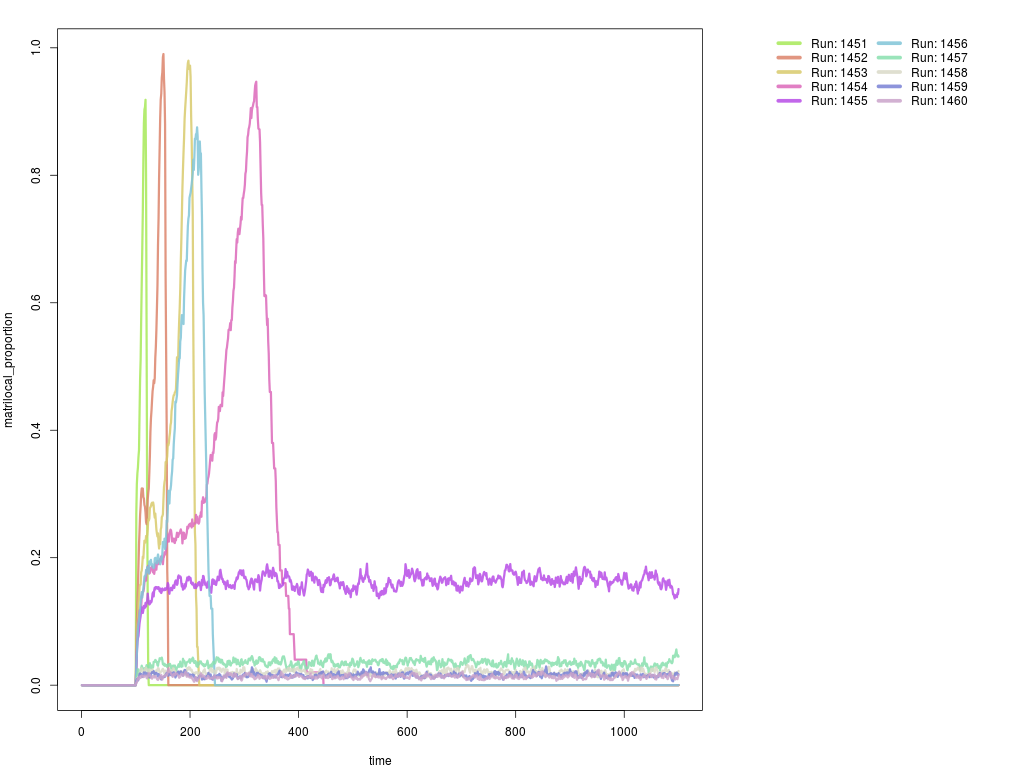 1.0
0.8
0.6
0.4
0.2
0.0
matrilocal_proportion
0 200 400 600 800 1000
time
Run: 1451 Run: 1456
Run: 1452 Run: 1457
Run: 1453 Run: 1458
Run: 1454 Run: 1459
Run: 1455 Run: 1460